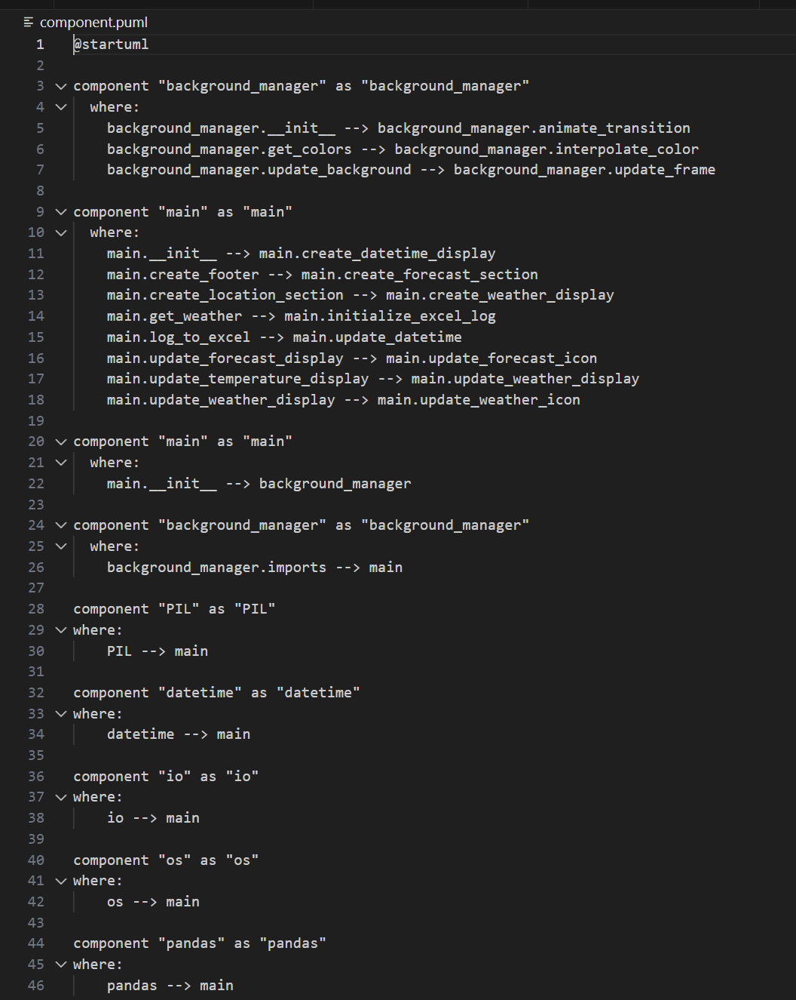 component.puml
1 @startuml
2
3 component "background_manager" as "background_manager"
4 where:
5 background_manager.__init__ --> background_manager.animate_transition
6 background_manager.get_colors --> background_manager.interpolate_color
7 background_manager.update_background --> background_manager.update_frame
8
9 component "main" as "main"
10 where:
11 main.__init__ --> main.create_datetime_display
12 main.create_footer --> main.create_forecast_section
13 main.create_location_section --> main.create_weather_display
14 main.get_weather --> main.initialize_excel_log
15 main.log_to_excel --> main.update_datetime
16 main.update_forecast_display --> main.update_forecast_icon
17 main.update_temperature_display --> main.update_weather_display
18 main.update_weather_display --> main.update_weather_icon
19
20 component "main" as "main"
21 where:
22 main.__init__ --> background_manager
23
24 component "background_manager" as "background_manager"
25 where:
26 background_manager.imports --> main
27
28 component "PIL" as "PIL"
29 where:
30 PIL --> main
31
32 component "datetime" as "datetime"
33 where:
34 datetime --> main
35
36 component "io" as "io"
37 where:
38 io --> main
39
40 component "os" as "os"
41 where:
42 os --> main
43
44 component "pandas" as "pandas"
45 where:
46 pandas --> main